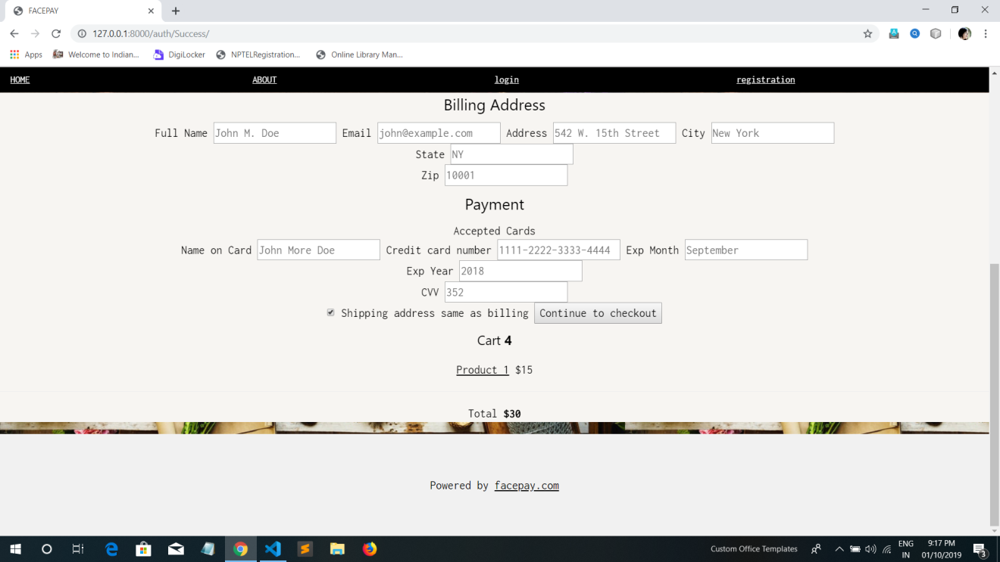 FACEPAY
127.0.0.1:8000/auth/Success/
Apps Welcome to Indian... DigiLocker NPTELRegistration... Online Library Man...
HOME ABOUT login registration
Billing Address
Full Name John M. Doe Email john@example.com Address 542 W. 15th Street City New York
State NY
Zip 10001
Payment
Accepted Cards
Name on Card John More Doe Credit card number 1111-2222-3333-4444 Exp Month September
Exp Year 2018
CVV 352
Shipping address same as billing Continue to checkout
Cart 4
Product 1 $15
Total $30
Powered by facepay.com
Custom Office Templates
ENG
IN
9:17 PM
01/10/2019
3